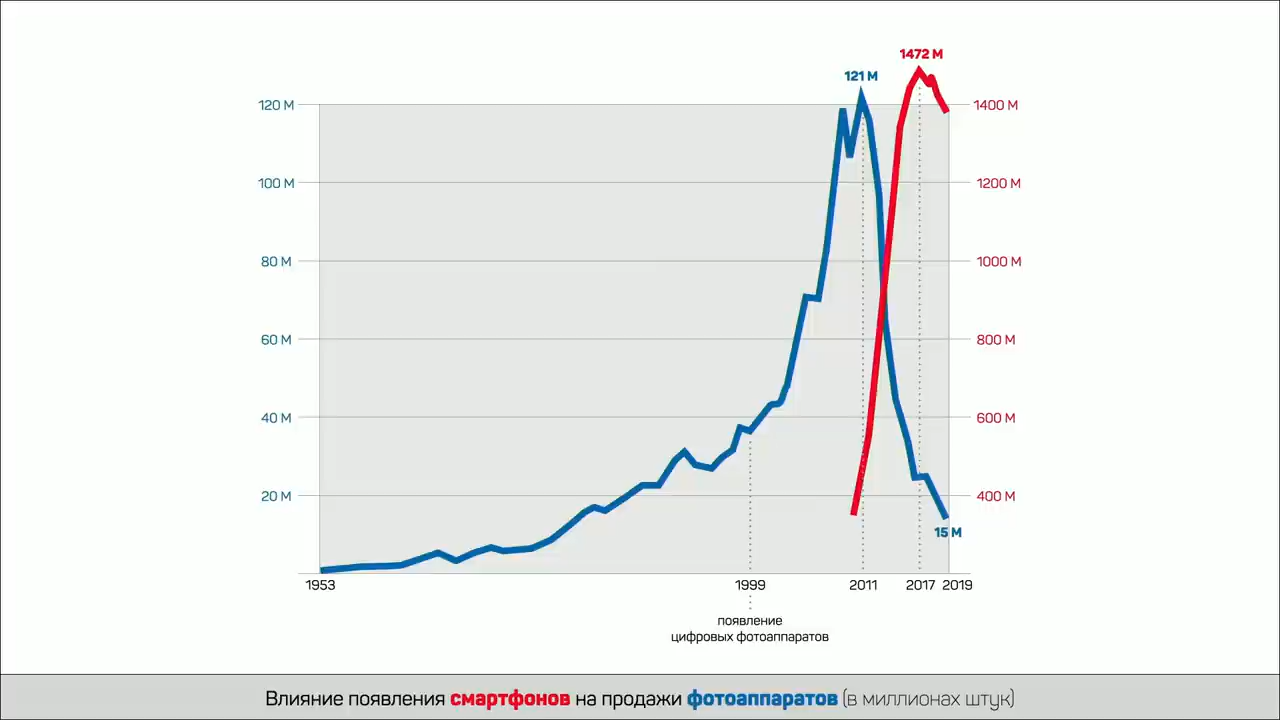 1472 M
121 M
120 M
1400 M
100 M
1200 M
80 M
1000 M
60 M
800 M
40 M
600 M
20 M
400 M
15 M
1953
1999
2011
2017
2019
появление
цифровых фотоаппаратов
Влияние появления смартфонов на продажи фотоаппаратов (в миллионах штук)